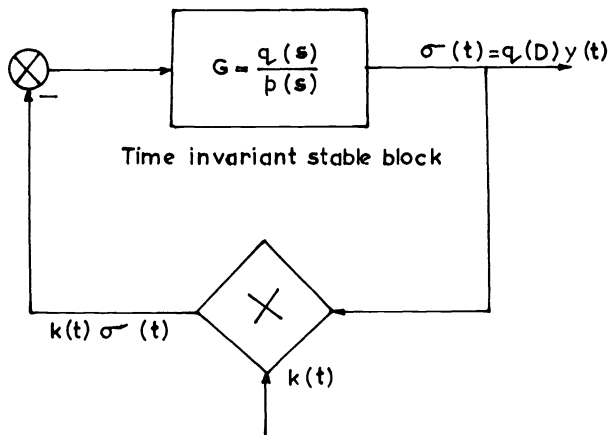 G = q(s)/p(s)
σ(t)=q(D)y(t)
−
Time invariant stable block
k(t) σ(t)
k(t)